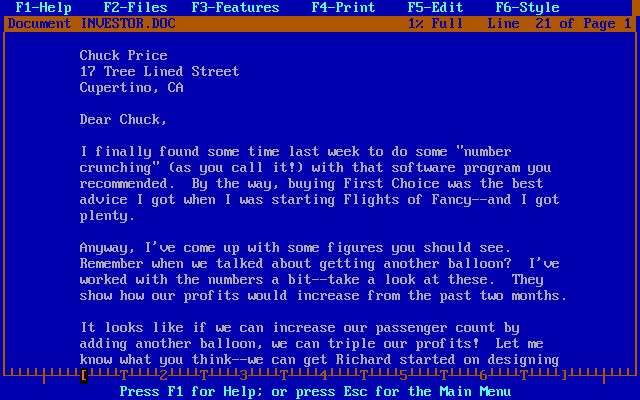 F1-Help F2-Files F3-Features F4-Print F5-Edit F6-Style
Document INVESTOR.DOC 1% Full Line 21 of Page 1
Chuck Price
17 Tree Lined Street
Cupertino, CA
Dear Chuck,
I finally found some time last week to do some "number
crunching" (as you call it!) with that software program you
recommended. By the way, buying First Choice was the best
advice I got when I was starting Flights of Fancy--and I got
plenty.
Anyway, I've come up with some figures you should see.
Remember when we talked about getting another balloon? I've
worked with the numbers a bit--take a look at these. They
show how our profits would increase from the past two months.
It looks like if we can increase our passenger count by
adding another balloon, we can triple our profits! Let me
know what you think--we can get Richard started on designing
[ T 2 T 3 T 4 T 5 T 6 T ]
Press F1 for Help; or press Esc for the Main Menu